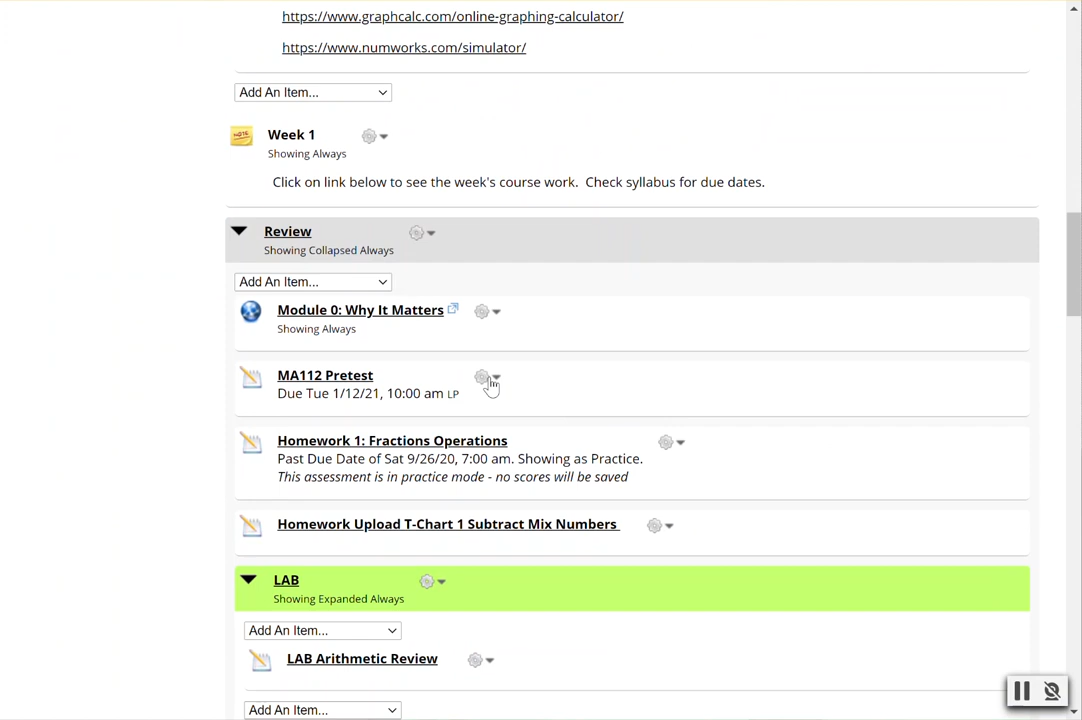 https://www.graphcalc.com/online-graphing-calculator/
https://www.numworks.com/simulator/
Add An Item...
NOTE
Week 1
Showing Always
Click on link below to see the week's course work.  Check syllabus for due dates.
Review
Showing Collapsed Always
Add An Item...
Module 0: Why It Matters
Showing Always
MA112 Pretest
Due Tue 1/12/21, 10:00 am LP
Homework 1: Fractions Operations
Past Due Date of Sat 9/26/20, 7:00 am. Showing as Practice.
This assessment is in practice mode - no scores will be saved
Homework Upload T-Chart 1 Subtract Mix Numbers
LAB
Showing Expanded Always
Add An Item...
LAB Arithmetic Review
Add An Item...